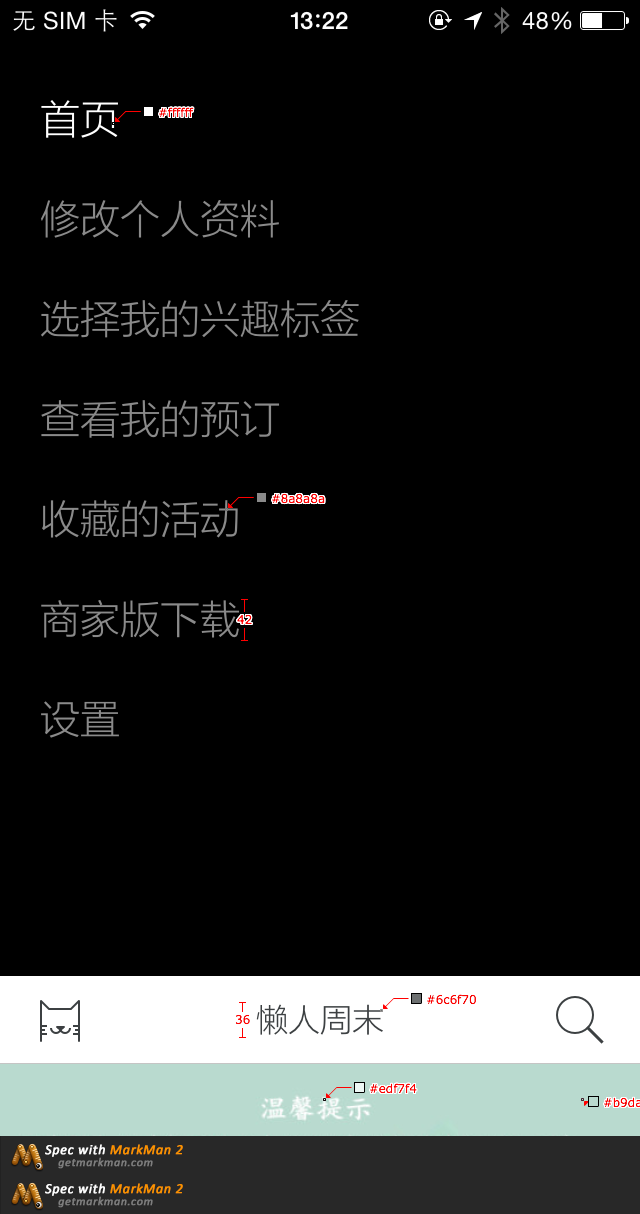 无 SIM 卡 13:22 48%
首页 #ffffff
修改个人资料
选择我的兴趣标签
查看我的预订
收藏的活动 #8a8a8a
商家版下载 42
设置
36 懒人周末 #6c6f70
温馨提示 #edf7f4 #b9da
Spec with MarkMan 2
getmarkman.com
Spec with MarkMan 2
getmarkman.com